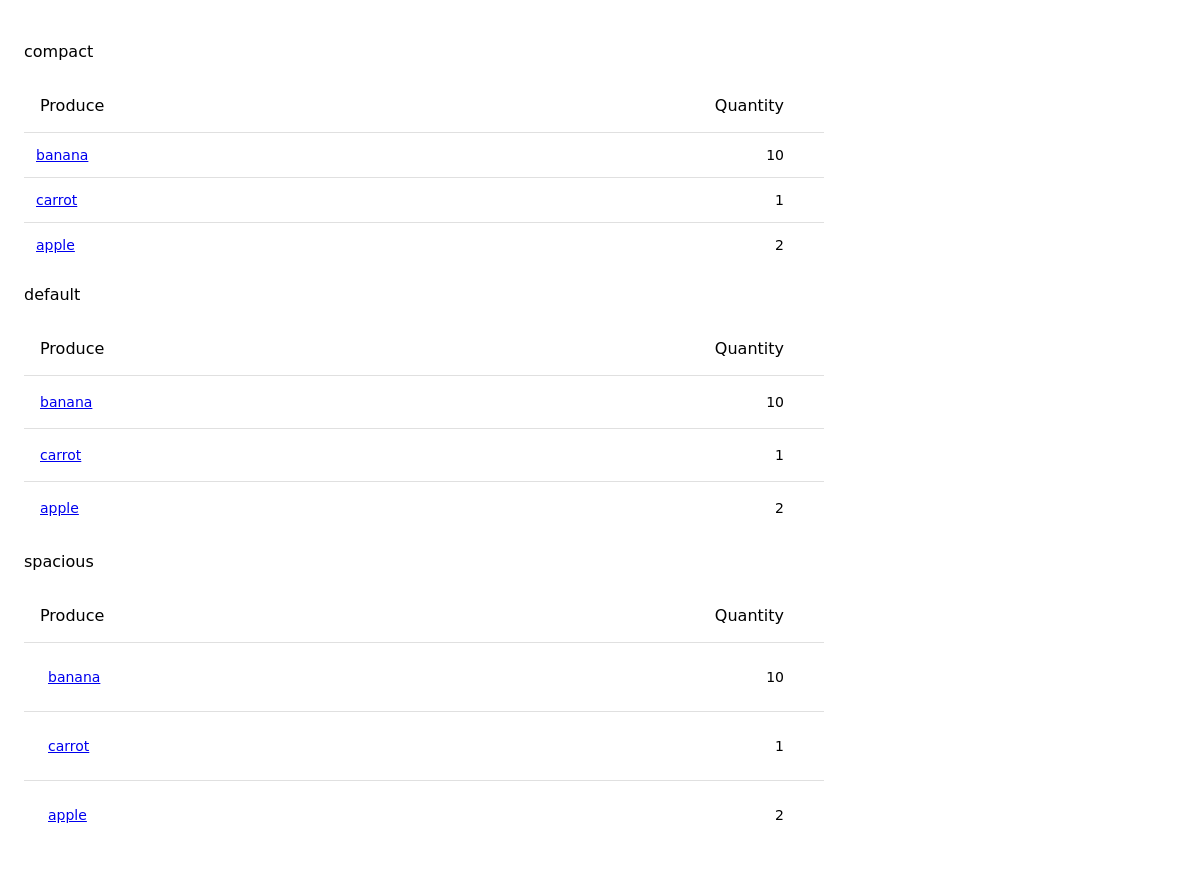 compact
Produce Quantity
banana 10
carrot 1
apple 2
default
Produce Quantity
banana 10
carrot 1
apple 2
spacious
Produce Quantity
banana 10
carrot 1
apple 2